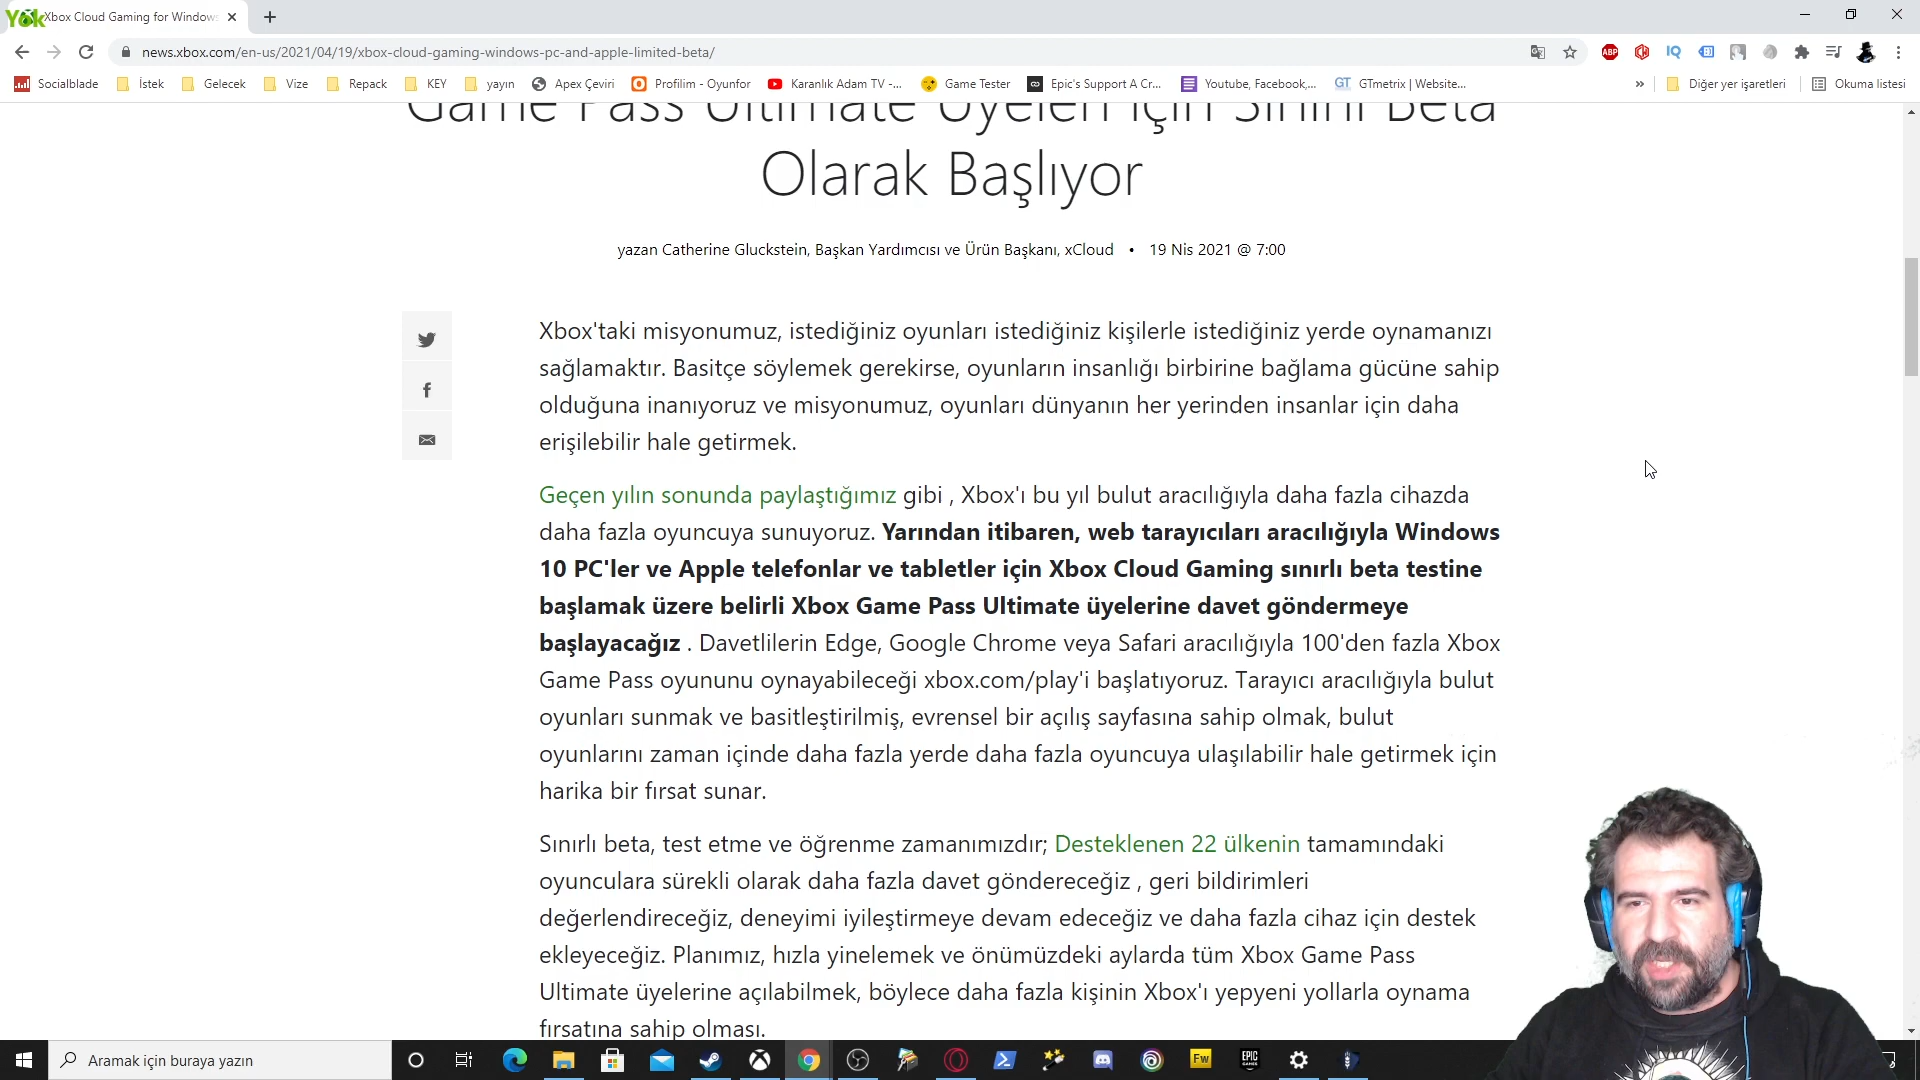 Yok
Xbox Cloud Gaming for Window
news.xbox.com/en-us/2021/04/19/xbox-cloud-gaming-windows-pc-and-apple-limited-beta/
ABP
IQ
Socialblade
İstek
Gelecek
Vize
Repack
KEY
yayın
Apex Çeviri
Profilim - Oyunfor
Karanlık Adam TV -...
Game Tester
Epic's Support A Cr...
Youtube, Facebook,...
GT
GTmetrix | Website...
»
Diğer yer işaretleri
Okuma listesi
Game Pass Ultimate Üyeleri İçin Sınırlı Beta
Olarak Başlıyor
yazan Catherine Gluckstein, Başkan Yardımcısı ve Ürün Başkanı, xCloud • 19 Nis 2021 @ 7:00
Xbox'taki misyonumuz, istediğiniz oyunları istediğiniz kişilerle istediğiniz yerde oynamanızı
sağlamaktır. Basitçe söylemek gerekirse, oyunların insanlığı birbirine bağlama gücüne sahip
olduğuna inanıyoruz ve misyonumuz, oyunları dünyanın her yerinden insanlar için daha
erişilebilir hale getirmek.
Geçen yılın sonunda paylaştığımız gibi , Xbox'ı bu yıl bulut aracılığıyla daha fazla cihazda
daha fazla oyuncuya sunuyoruz. Yarından itibaren, web tarayıcıları aracılığıyla Windows
10 PC'ler ve Apple telefonlar ve tabletler için Xbox Cloud Gaming sınırlı beta testine
başlamak üzere belirli Xbox Game Pass Ultimate üyelerine davet göndermeye
başlayacağız . Davetlilerin Edge, Google Chrome veya Safari aracılığıyla 100'den fazla Xbox
Game Pass oyununu oynayabileceği xbox.com/play'i başlatıyoruz. Tarayıcı aracılığıyla bulut
oyunları sunmak ve basitleştirilmiş, evrensel bir açılış sayfasına sahip olmak, bulut
oyunlarını zaman içinde daha fazla yerde daha fazla oyuncuya ulaşılabilir hale getirmek için
harika bir fırsat sunar.
Sınırlı beta, test etme ve öğrenme zamanımızdır; Desteklenen 22 ülkenin tamamındaki
oyunculara sürekli olarak daha fazla davet göndereceğiz , geri bildirimleri
değerlendireceğiz, deneyimi iyileştirmeye devam edeceğiz ve daha fazla cihaz için destek
ekleyeceğiz. Planımız, hızla yinelemek ve önümüzdeki aylarda tüm Xbox Game Pass
Ultimate üyelerine açılabilmek, böylece daha fazla kişinin Xbox'ı yepyeni yollarla oynama
fırsatına sahip olması.
Aramak için buraya yazın
Fw
EPIC
GAMES